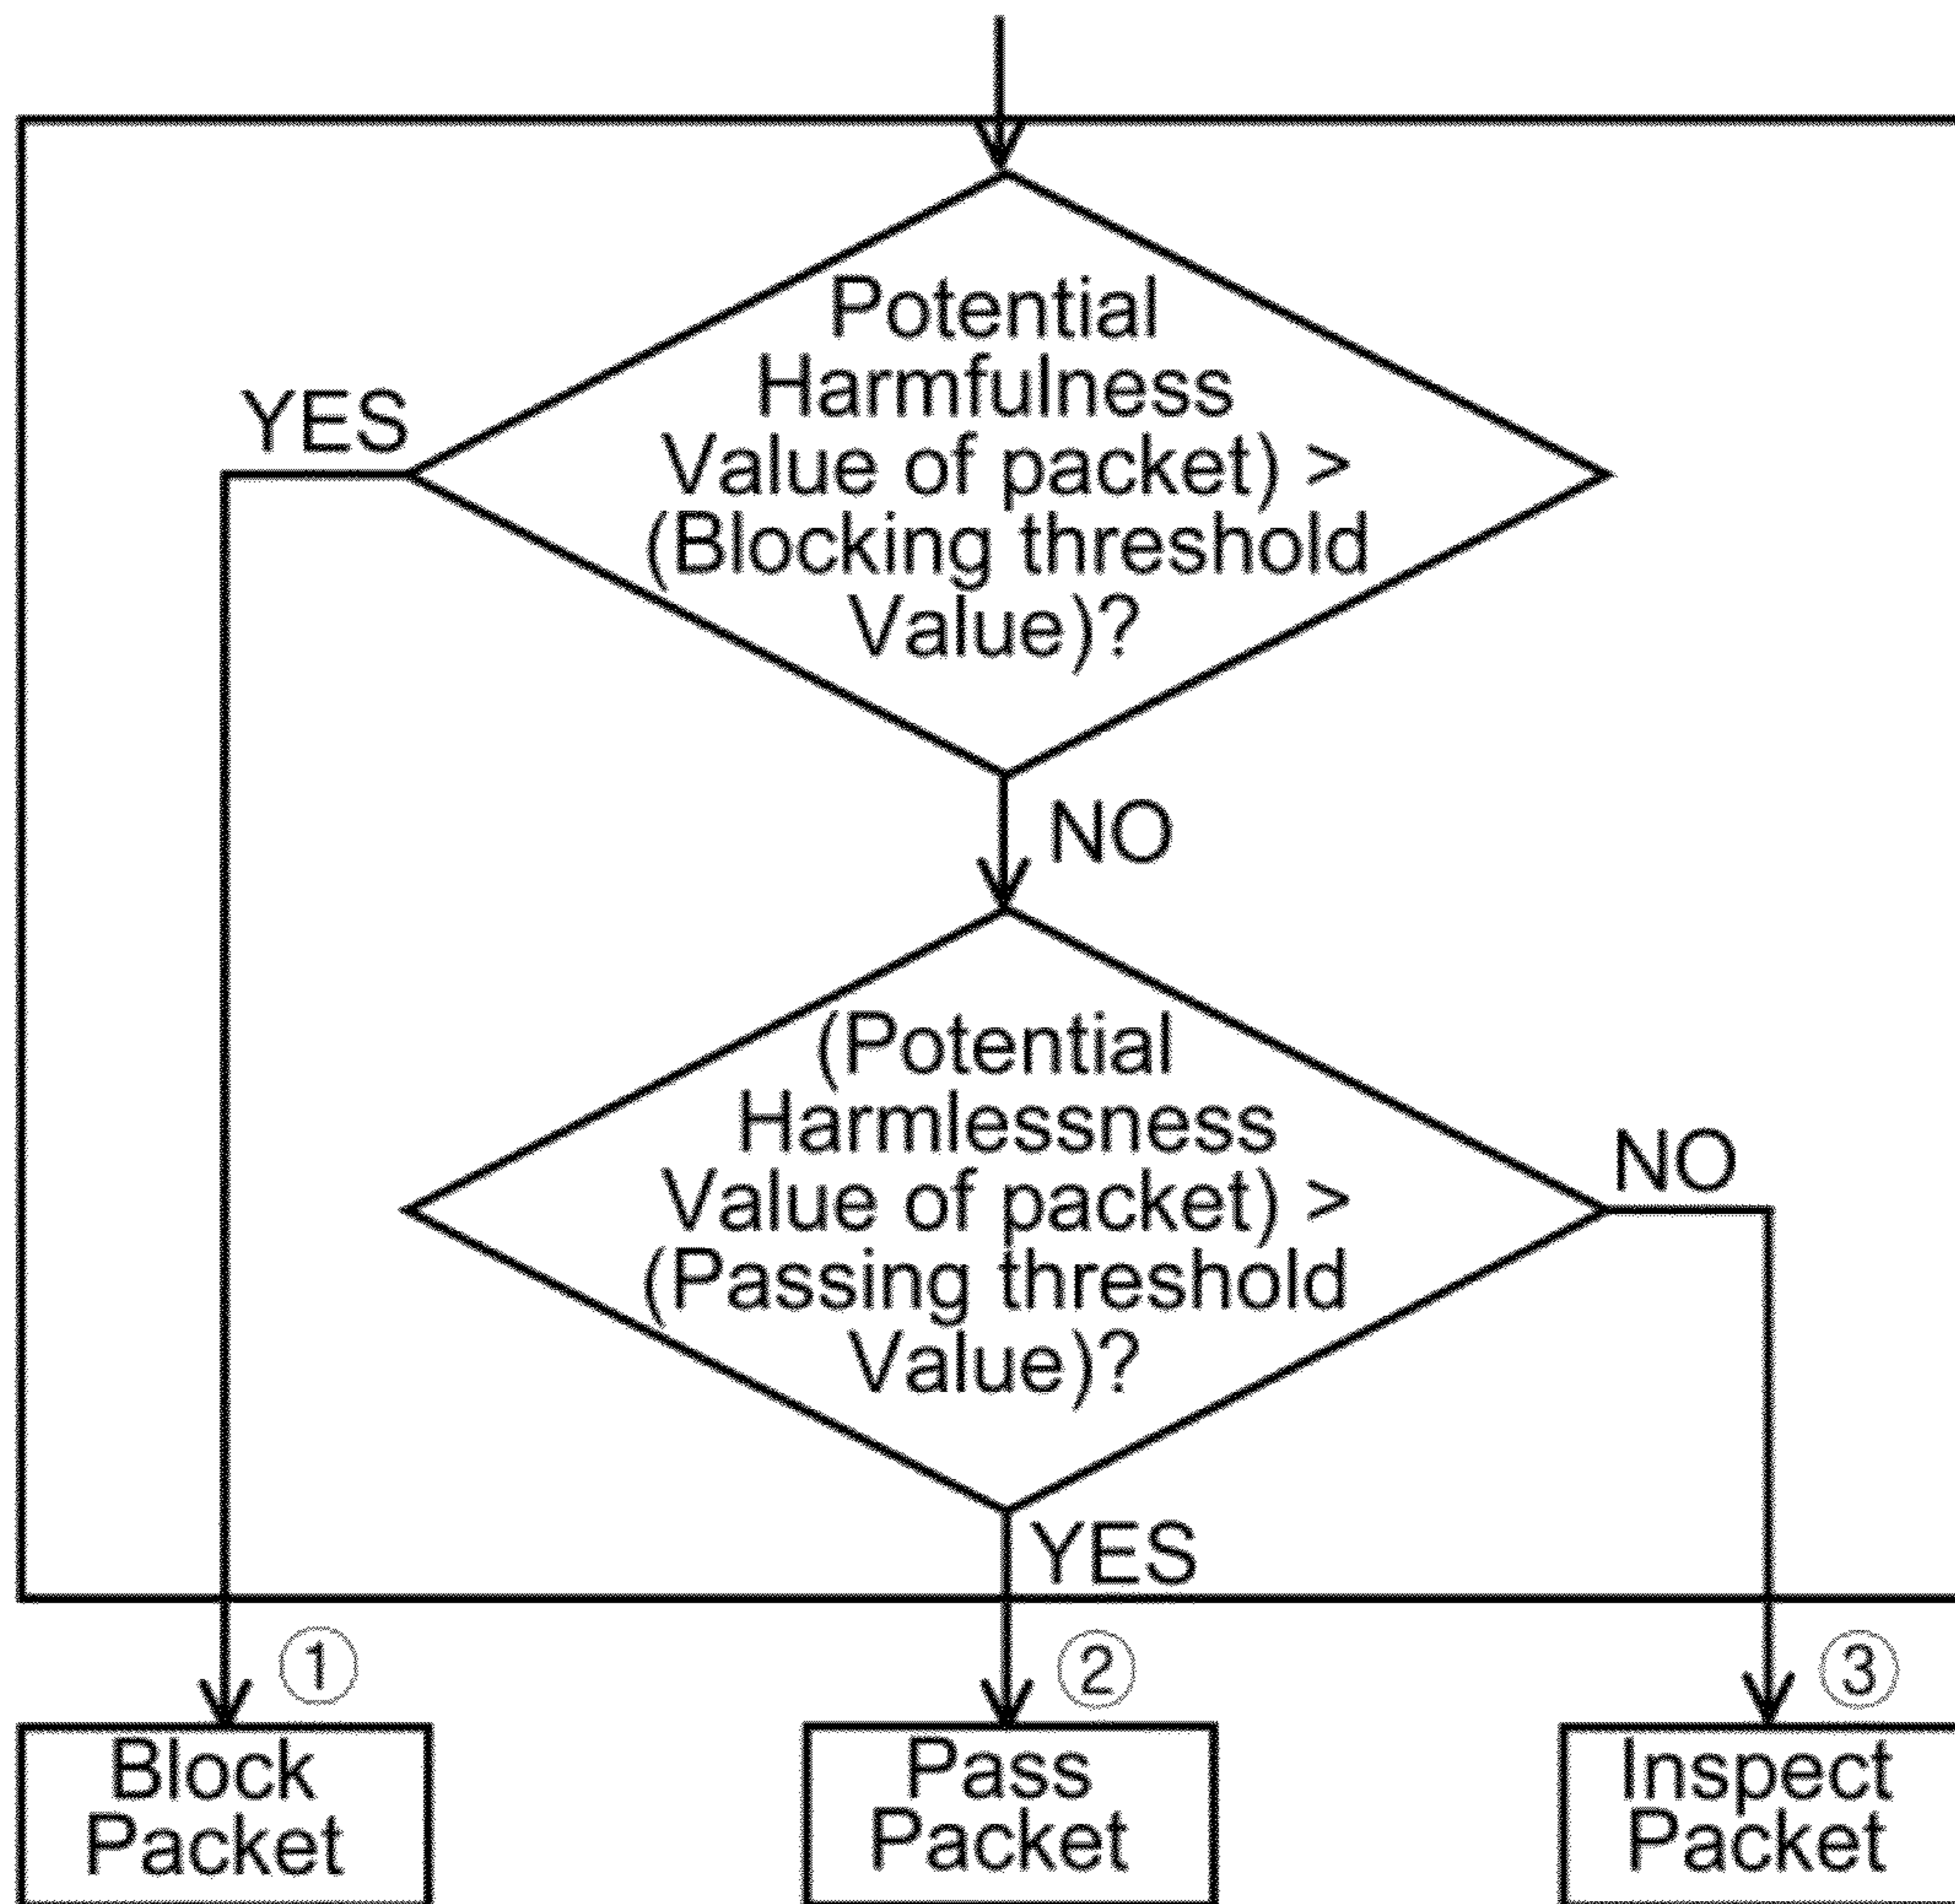 Potential
Harmfulness
Value of packet) >
(Blocking threshold
Value)?
YES
NO
(Potential
Harmlessness
Value of packet) >
(Passing threshold
Value)?
NO
YES
①
②
③
Block
Packet
Pass
Packet
Inspect
Packet